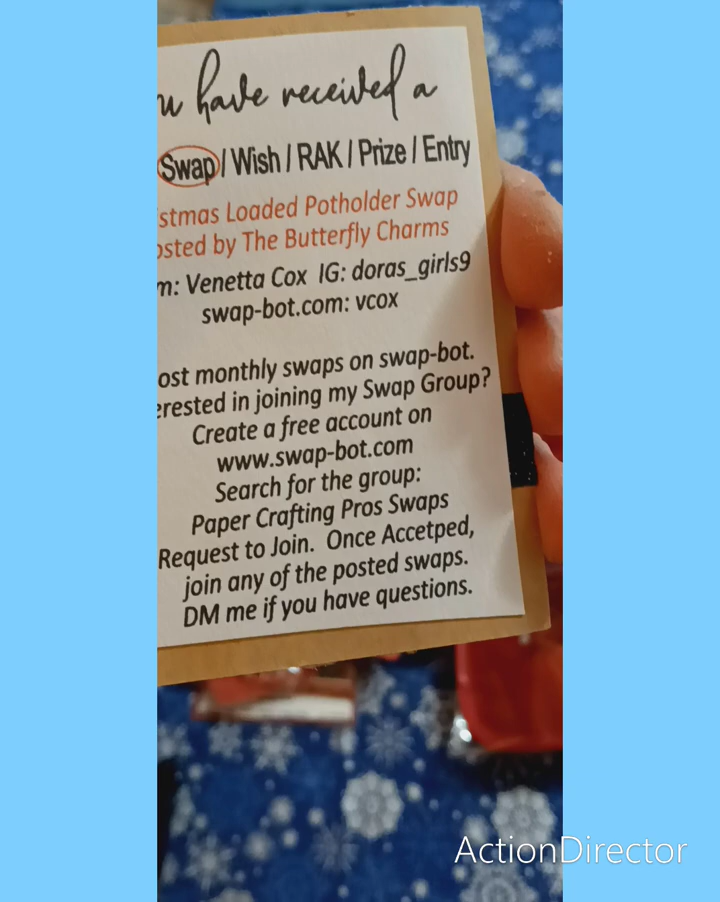 u have received a
Swap / Wish / RAK / Prize / Entry
stmas Loaded Potholder Swap
osted by The Butterfly Charms
m: Venetta Cox IG: doras_girls9
swap-bot.com: vcox
ost monthly swaps on swap-bot.
erested in joining my Swap Group?
Create a free account on
www.swap-bot.com
Search for the group:
Paper Crafting Pros Swaps
Request to Join. Once Accetped,
join any of the posted swaps.
DM me if you have questions.
ActionDirector